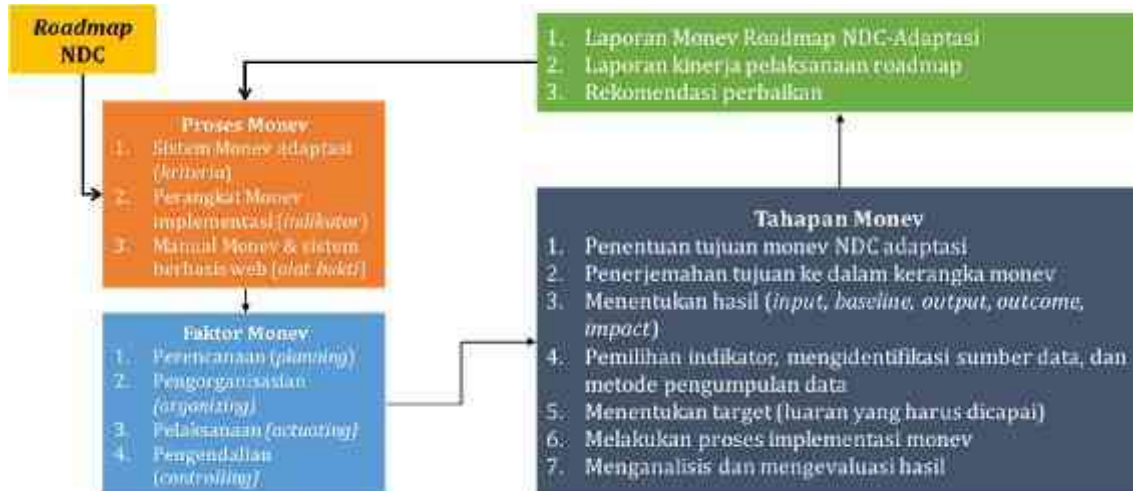 Roadmap
NDC
1. Laporan Monev Roadmap NDC-Adaptasi
2. Laporan kinerja pelaksanaan roadmap
3. Rekomendasi perbaikan
Proses Monev
1. Sistem Monev adaptasi
(kriteria)
2. Perangkat Monev
implementasi (indikator)
3. Manual Monev & sistem
berbasis web (alat bukti)
Faktor Monev
1. Perencanaan (planning)
2. Pengorganisasian
(organizing)
3. Pelaksanaan (actuating)
4. Pengendalian
(controlling)
Tahapan Monev
1. Penentuan tujuan monev NDC adaptasi
2. Penerjemahan tujuan ke dalam kerangka monev
3. Menentukan hasil (input, baseline, output, outcome,
impact)
4. Pemilihan indikator, mengidentifikasi sumber data, dan
metode pengumpulan data
5. Menentukan target (luaran yang harus dicapai)
6. Melakukan proses implementasi monev
7. Menganalisis dan mengevaluasi hasil